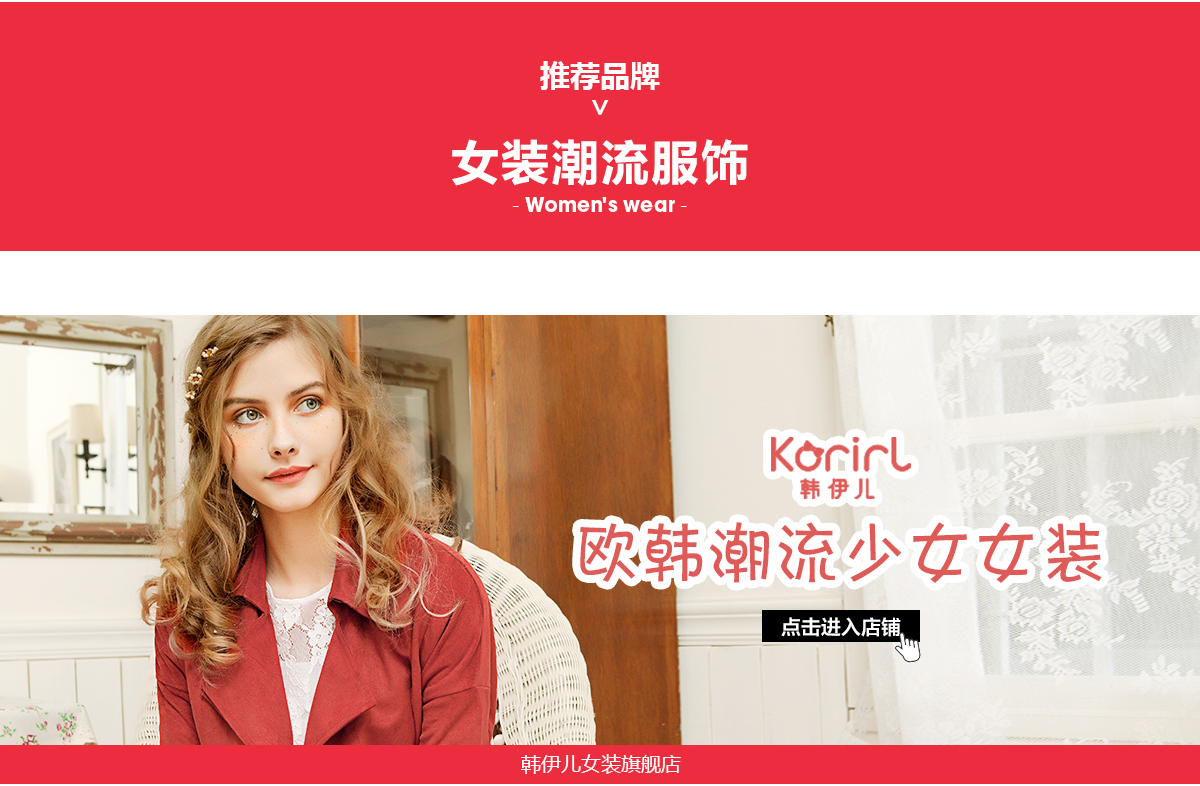 推荐品牌
女装潮流服饰
- Women's wear -
Korirl
韩伊儿
欧韩潮流少女女装
点击进入店铺
韩伊儿女装旗舰店